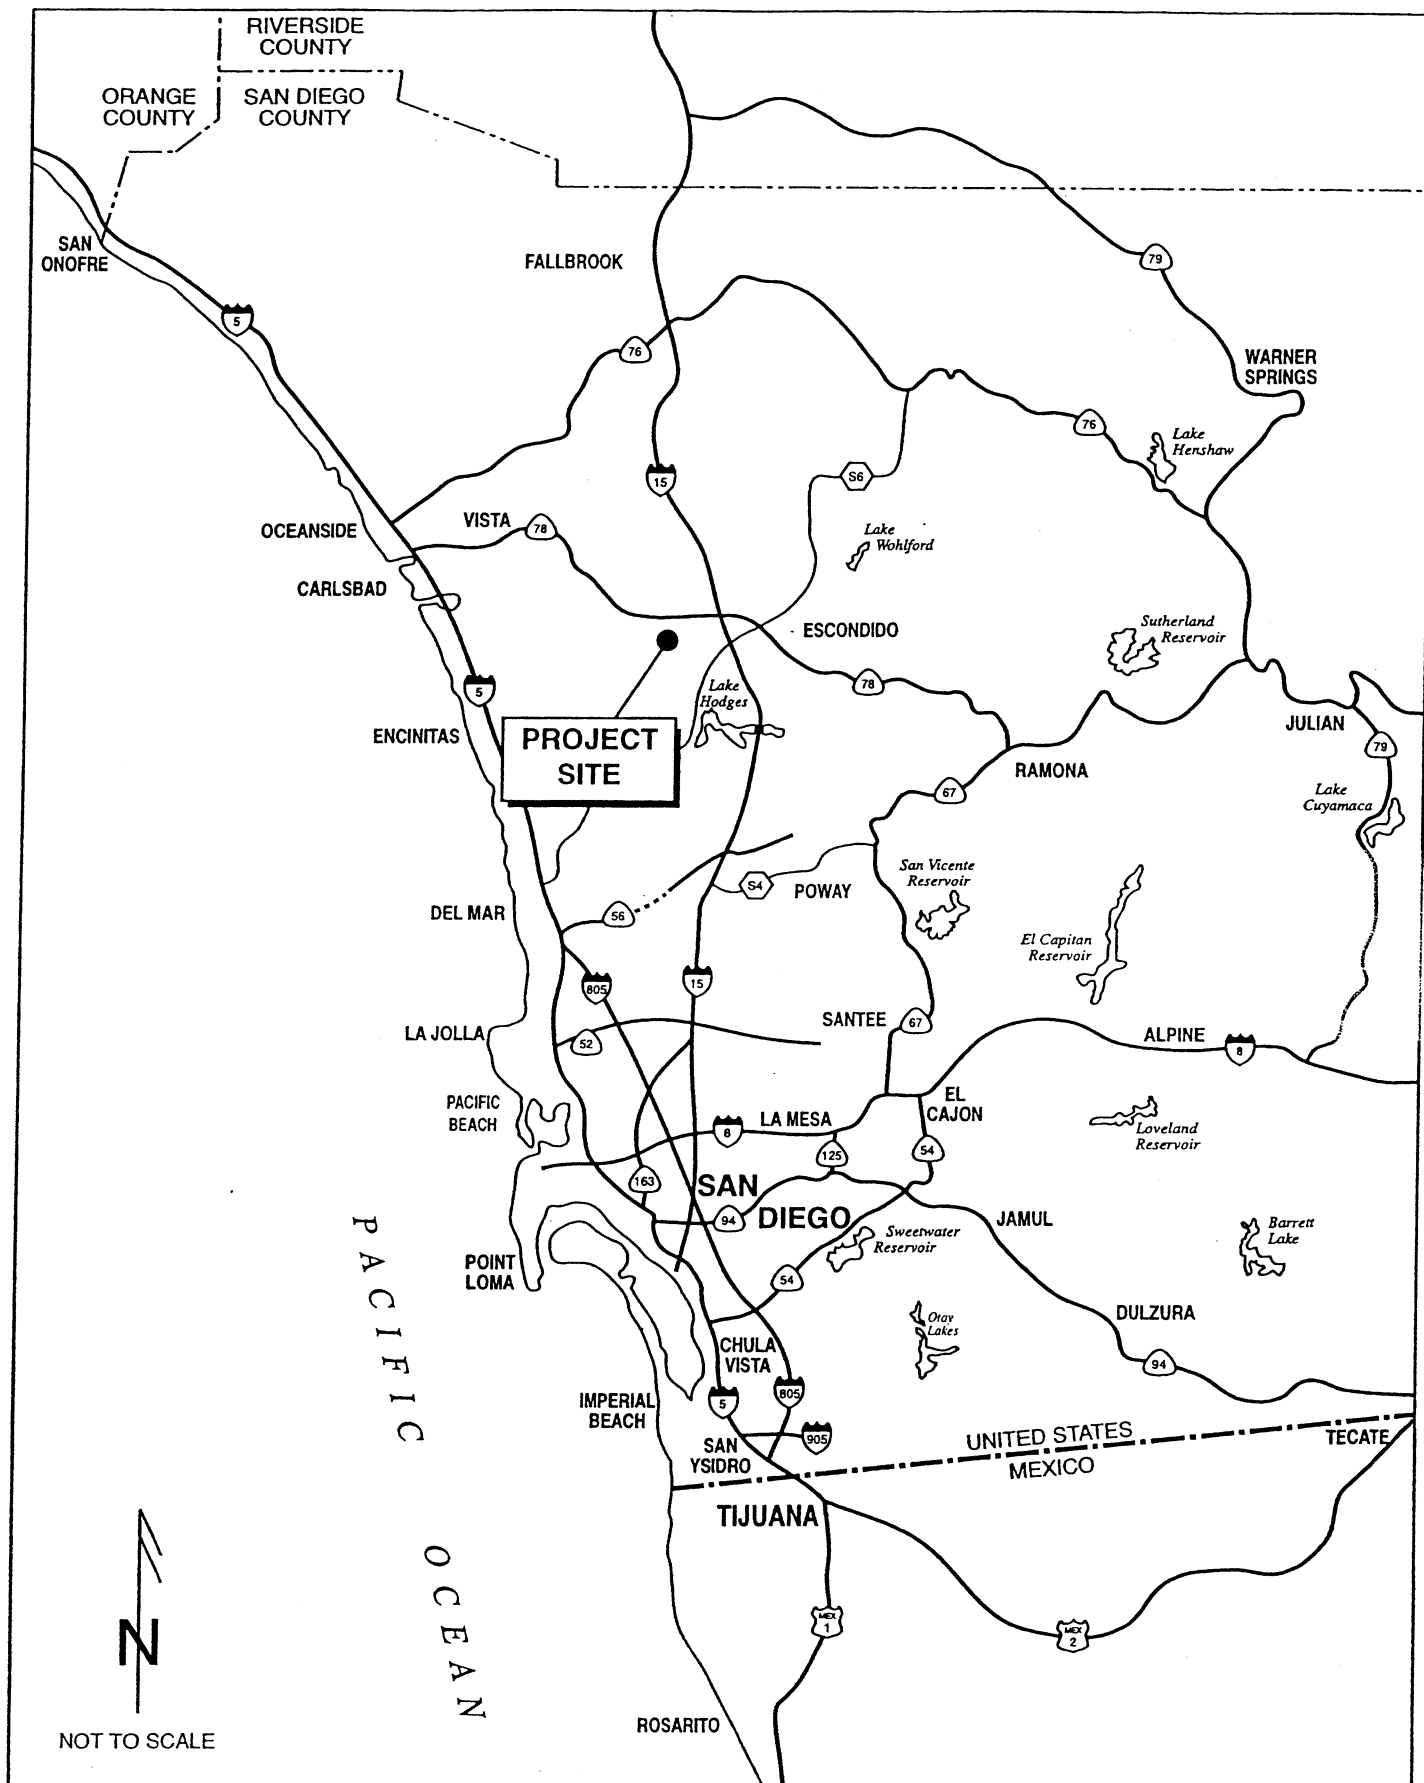 RIVERSIDE
COUNTY
ORANGE
COUNTY
SAN DIEGO
COUNTY
SAN
ONOFRE
FALLBROOK
79
5
76
WARNER
SPRINGS
76
Lake
Henshaw
15
S6
OCEANSIDE
VISTA
78
Lake
Wohlford
CARLSBAD
ESCONDIDO
Sutherland
Reservoir
5
Lake
Hodges
78
ENCINITAS
PROJECT
SITE
JULIAN
79
RAMONA
67
Lake
Cuyamaca
San Vicente
Reservoir
S4
POWAY
DEL MAR
56
El Capitan
Reservoir
805
15
SANTEE
67
LA JOLLA
52
ALPINE
8
PACIFIC
BEACH
8
LA MESA
EL
CAJON
Loveland
Reservoir
125
54
163
SAN
DIEGO
94
JAMUL
Sweetwater
Reservoir
Barrett
Lake
POINT
LOMA
54
PACIFIC
OCEAN
Otay
Lakes
DULZURA
CHULA
VISTA
94
IMPERIAL
BEACH
5
805
905
SAN
YSIDRO
UNITED STATES
MEXICO
TECATE
TIJUANA
MEX
1
MEX
2
N
ROSARITO
NOT TO SCALE